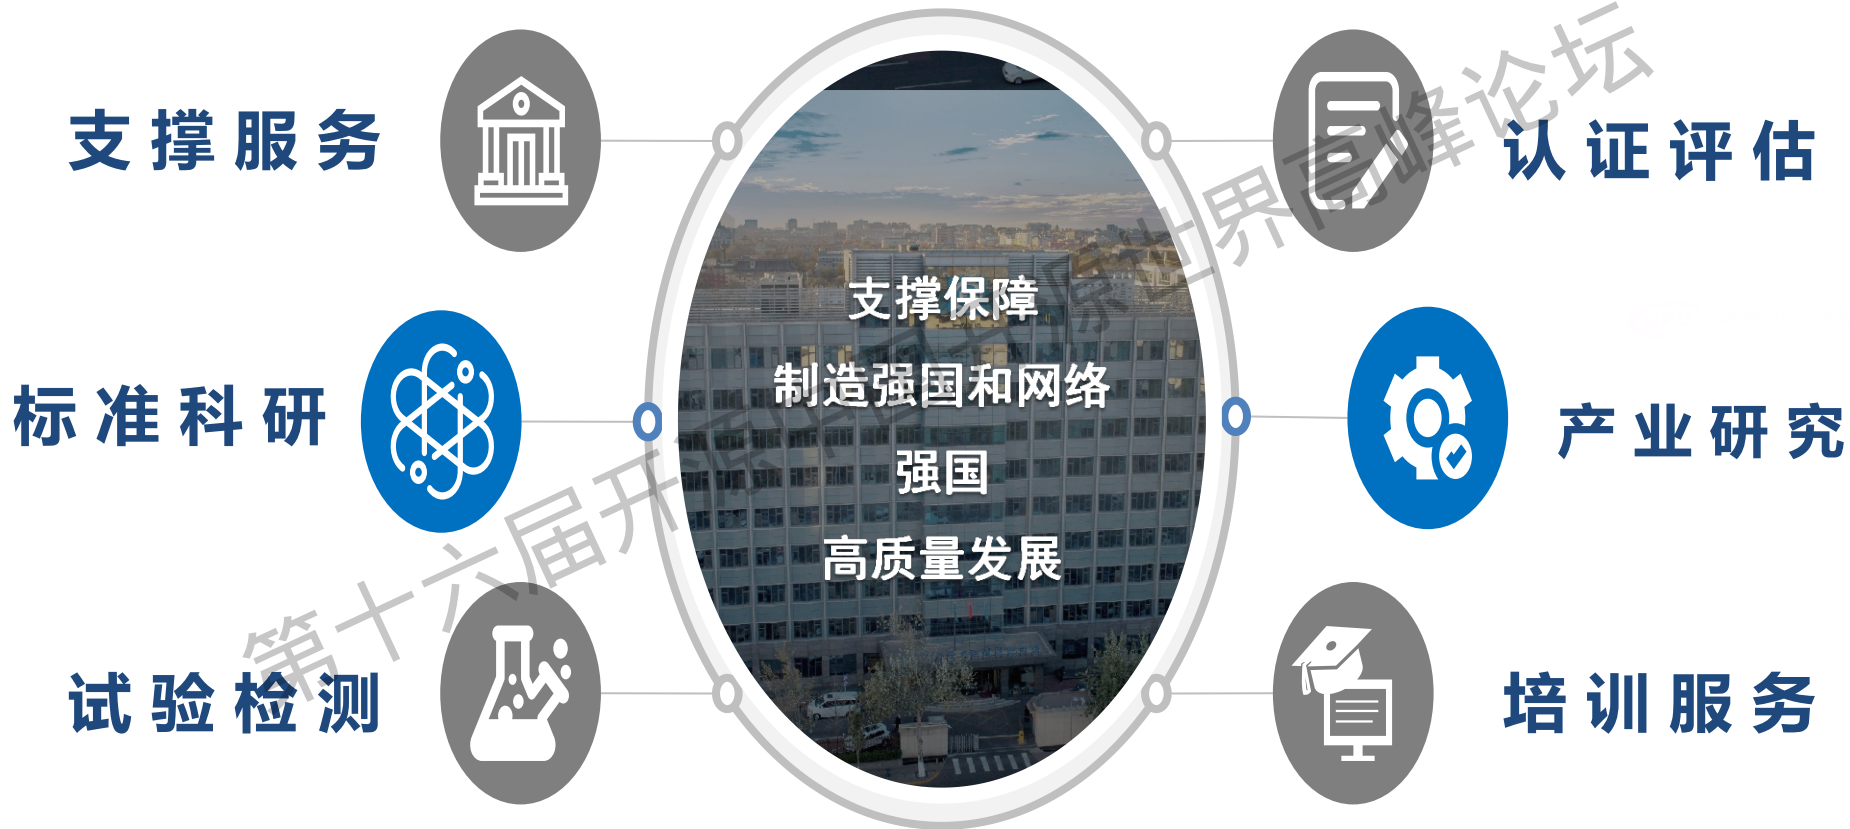 支撑服务
标准科研
试验检测
支撑保障
制造强国和网络
强国
高质量发展
认证评估
产业研究
培训服务
第十六届开源中国开源世界高峰论坛